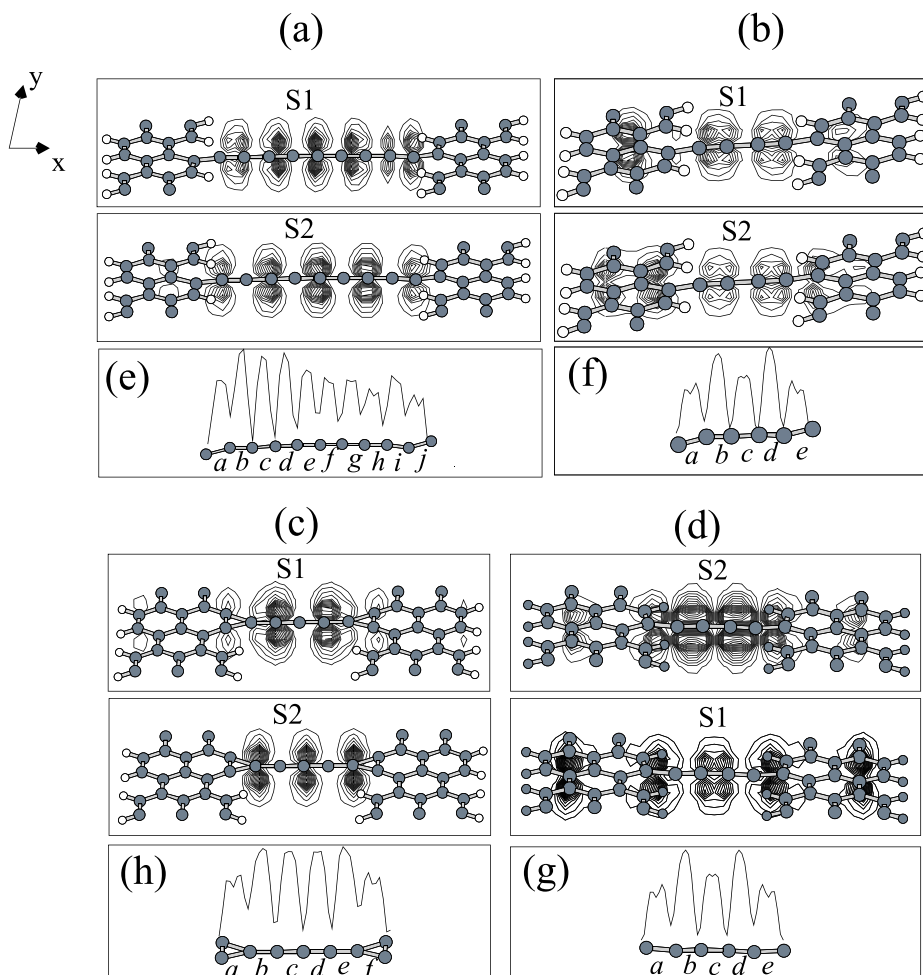 (a) (b)
y
x
S1 S1
S2 S2
(e) (f)
a b c d e f g h i j
a b c d e
(c) (d)
S1 S2
S2 S1
(h) (g)
a b c d e f
a b c d e